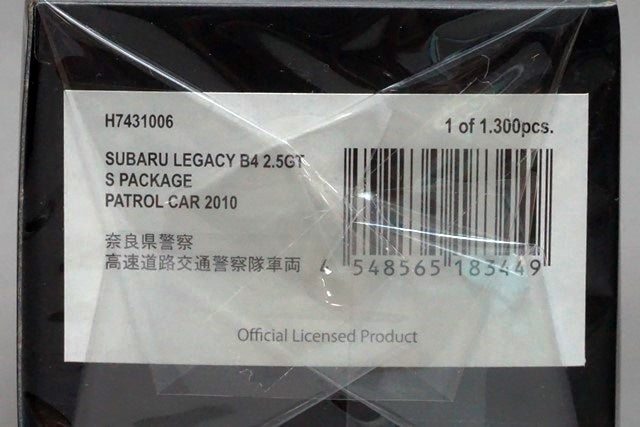 H7431006
1 of 1.300pcs.
SUBARU LEGACY B4 2.5GT
S PACKAGE
PATROL CAR 2010
奈良県警察
高速道路交通警察隊車両
4 548565 183449
Official Licensed Product